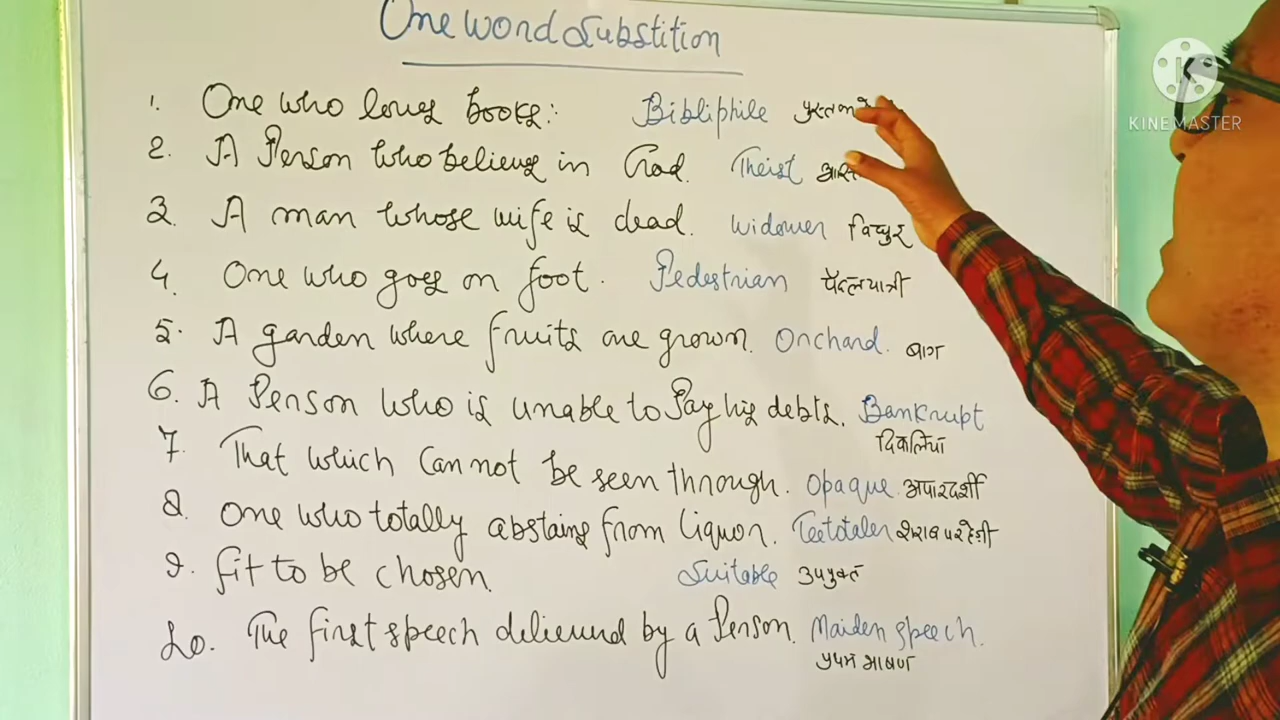 One word Substition
1. One who loves books: Bibliphile
2. A Person who believes in God. Theist
3. A man whose wife is dead. Widower विधुर
4. One who goes on foot. Pedestrian पैदलयात्री
5. A garden where fruits are grown. Orchard. बाग
6. A Person who is unable to Pay his debts. Bankrupt
दिवालिया
7. That which can not be seen through. Opaque. अपारदर्शी
8. One who totally abstains from liquor. Teetotaler शराब परहेजी
9. fit to be chosen. Suitable उपयुक्त
10. The first speech delievered by a Person. Maiden speech.
प्रथम भाषण
KINEMASTER